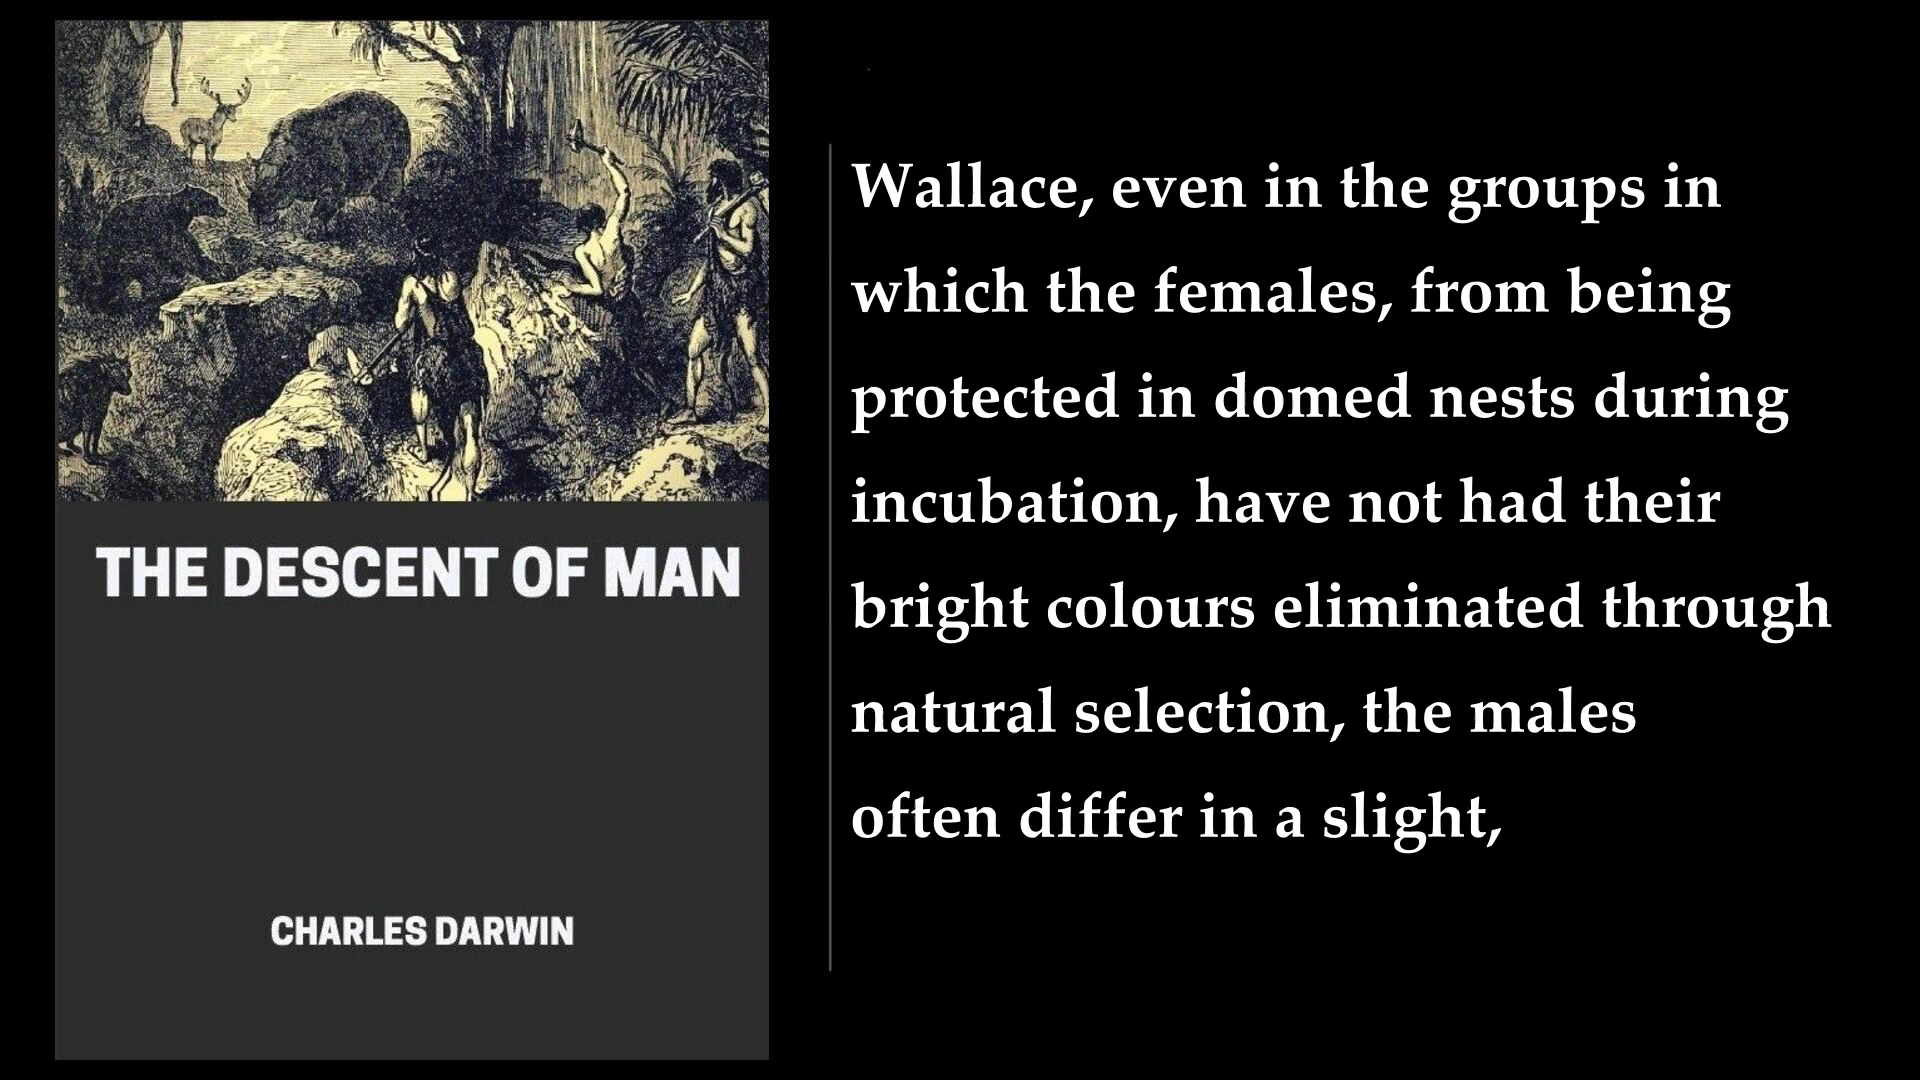 THE DESCENT OF MAN
CHARLES DARWIN
Wallace, even in the groups in
which the females, from being
protected in domed nests during
incubation, have not had their
bright colours eliminated through
natural selection, the males
often differ in a slight,